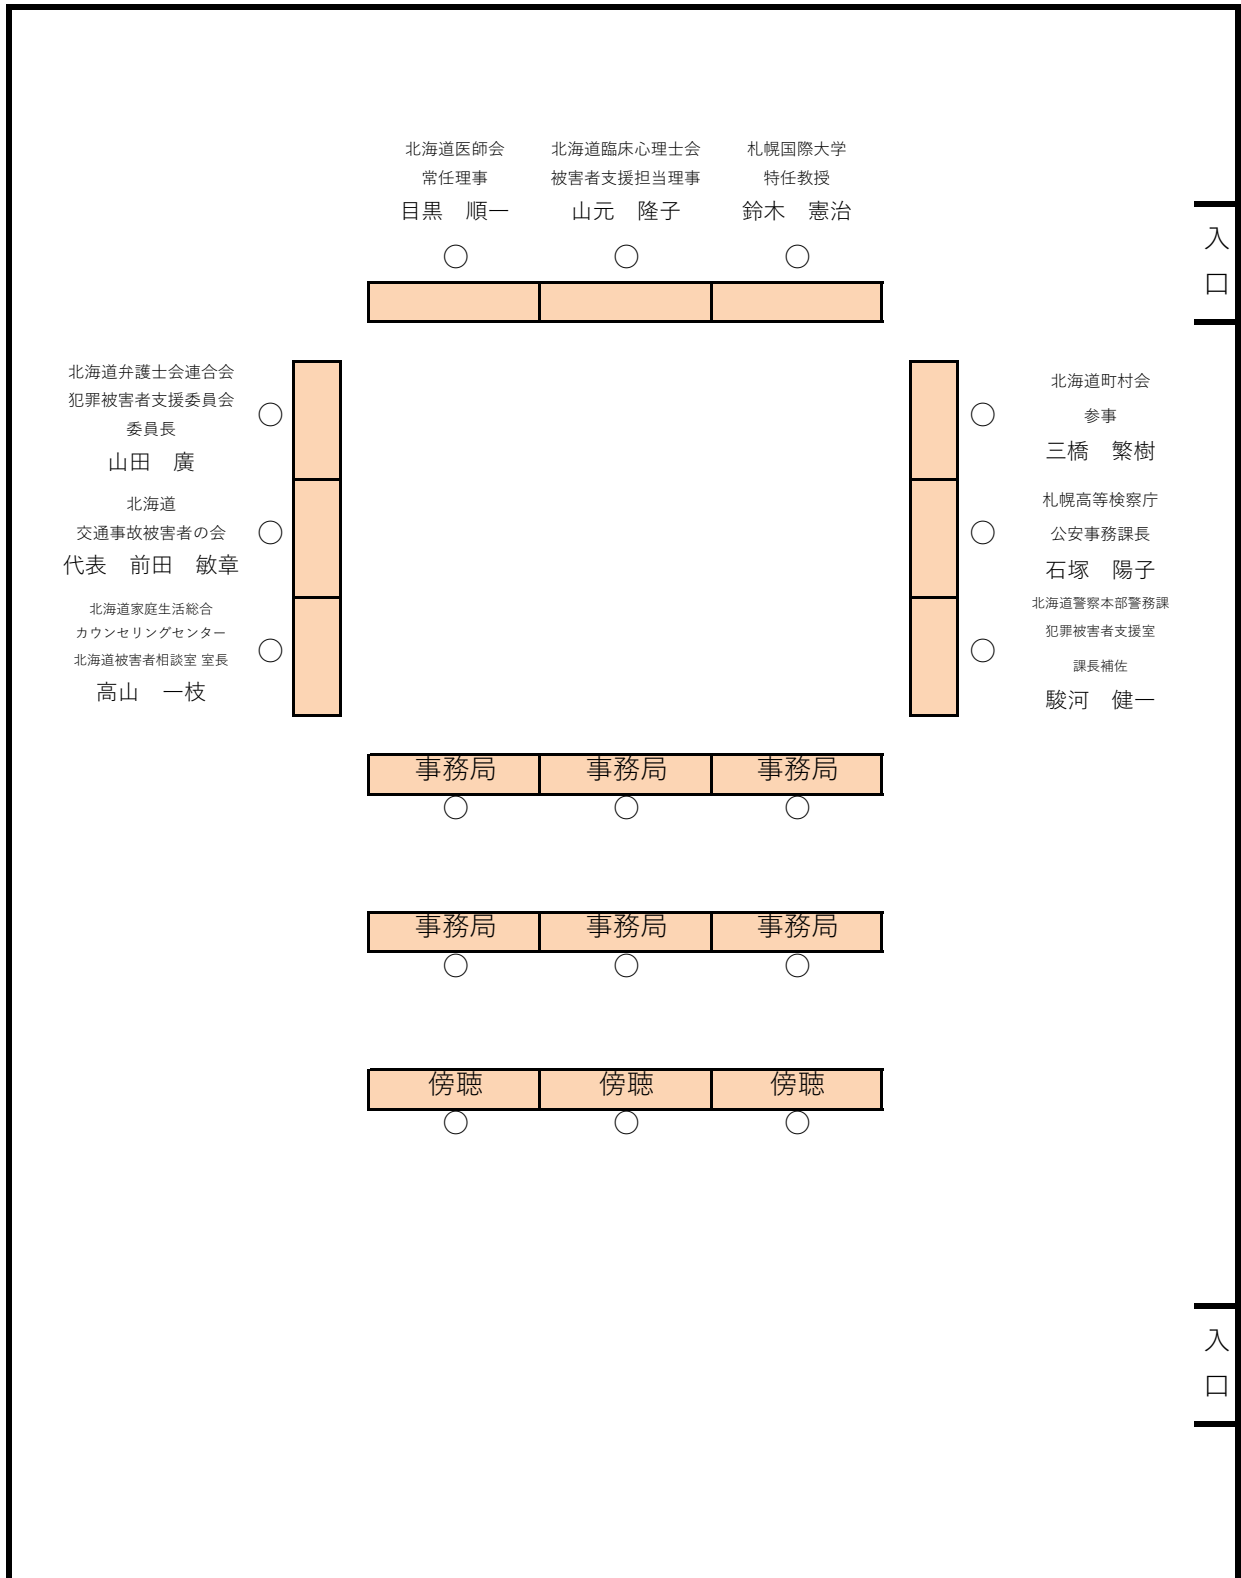 北海道医師会
常任理事
目黒　順一
北海道臨床心理士会
被害者支援担当理事
山元　隆子
札幌国際大学
特任教授
鈴木　憲治
入
口
北海道弁護士会連合会
犯罪被害者支援委員会
委員長
山田　廣
北海道
交通事故被害者の会
代表　前田　敏章
北海道家庭生活総合
カウンセリングセンター
北海道被害者相談室 室長
高山　一枝
北海道町村会
参事
三橋　繁樹
札幌高等検察庁
公安事務課長
石塚　陽子
北海道警察本部警務課
犯罪被害者支援室
課長補佐
駿河　健一
事務局　事務局　事務局
事務局　事務局　事務局
傍聴　傍聴　傍聴
入
口